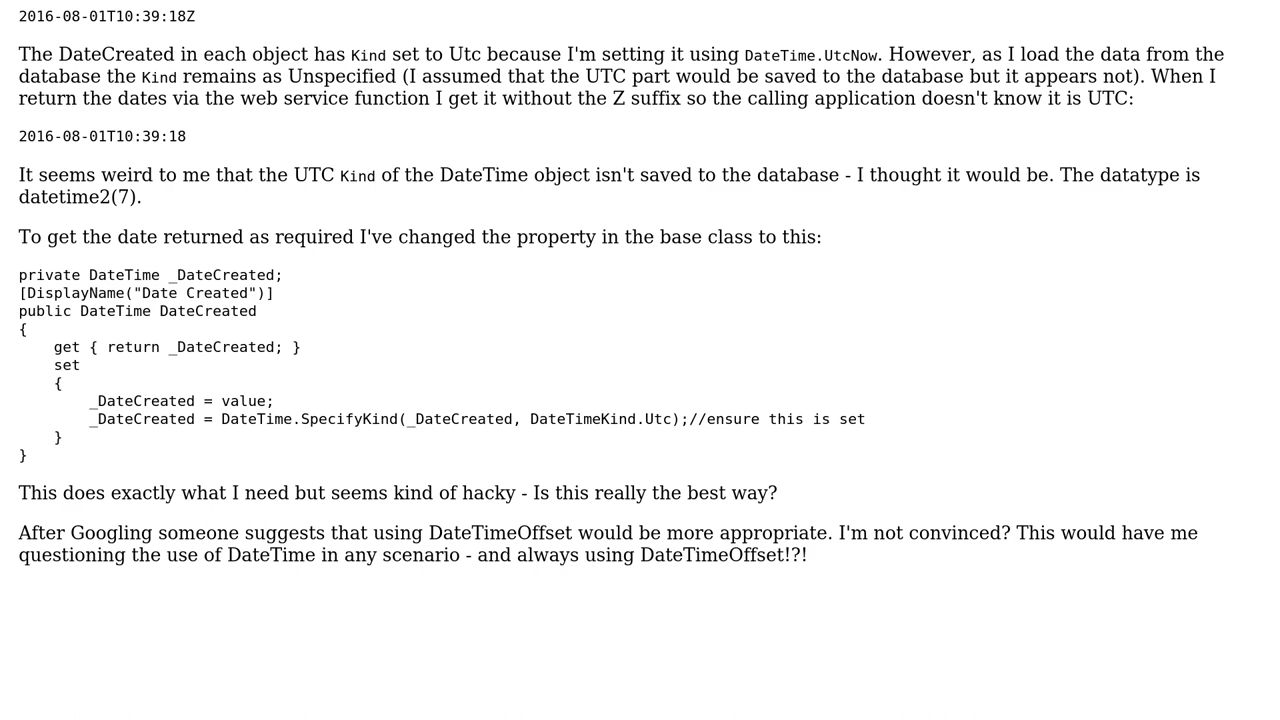 2016-08-01T10:39:18Z
The DateCreated in each object has Kind set to Utc because I'm setting it using DateTime.UtcNow. However, as I load the data from the
database the Kind remains as Unspecified (I assumed that the UTC part would be saved to the database but it appears not). When I
return the dates via the web service function I get it without the Z suffix so the calling application doesn't know it is UTC:
2016-08-01T10:39:18
It seems weird to me that the UTC Kind of the DateTime object isn't saved to the database - I thought it would be. The datatype is
datetime2(7).
To get the date returned as required I've changed the property in the base class to this:
private DateTime _DateCreated;
[DisplayName("Date Created")]
public DateTime DateCreated
{
    get { return _DateCreated; }
    set
    {
        _DateCreated = value;
        _DateCreated = DateTime.SpecifyKind(_DateCreated, DateTimeKind.Utc);//ensure this is set
    }
}
This does exactly what I need but seems kind of hacky - Is this really the best way?
After Googling someone suggests that using DateTimeOffset would be more appropriate. I'm not convinced? This would have me
questioning the use of DateTime in any scenario - and always using DateTimeOffset!?!